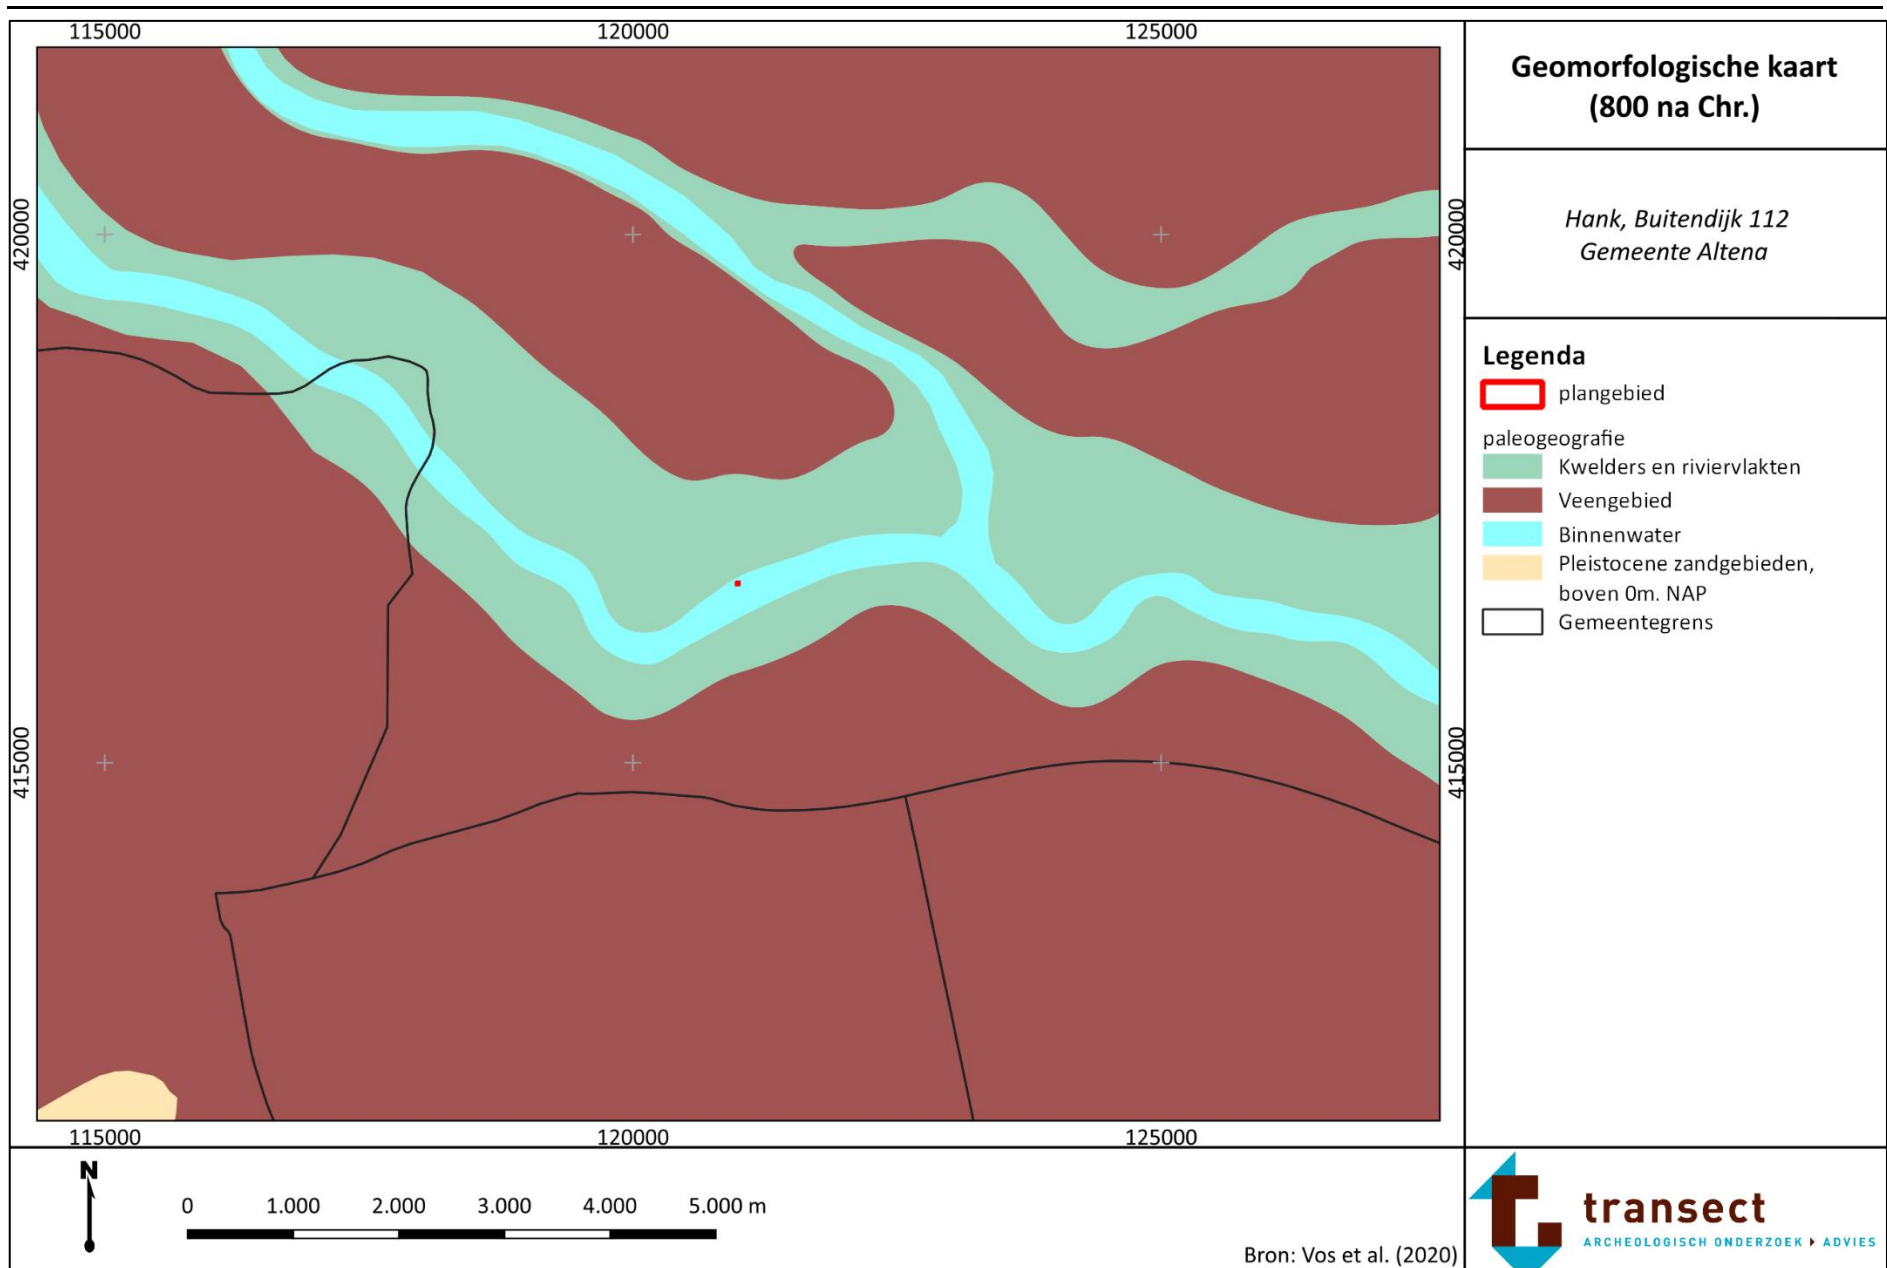 115000 120000 125000
420000 420000
415000 415000
115000 120000 125000
N
0 1.000 2.000 3.000 4.000 5.000 m
Bron: Vos et al. (2020)
Geomorfologische kaart
(800 na Chr.)
Hank, Buitendijk 112
Gemeente Altena
Legenda
plangebied
paleogeografie
Kwelders en riviervlakten
Veengebied
Binnenwater
Pleistocene zandgebieden,
boven 0m. NAP
Gemeentegrens
transect
ARCHEOLOGISCH ONDERZOEK ▸ ADVIES